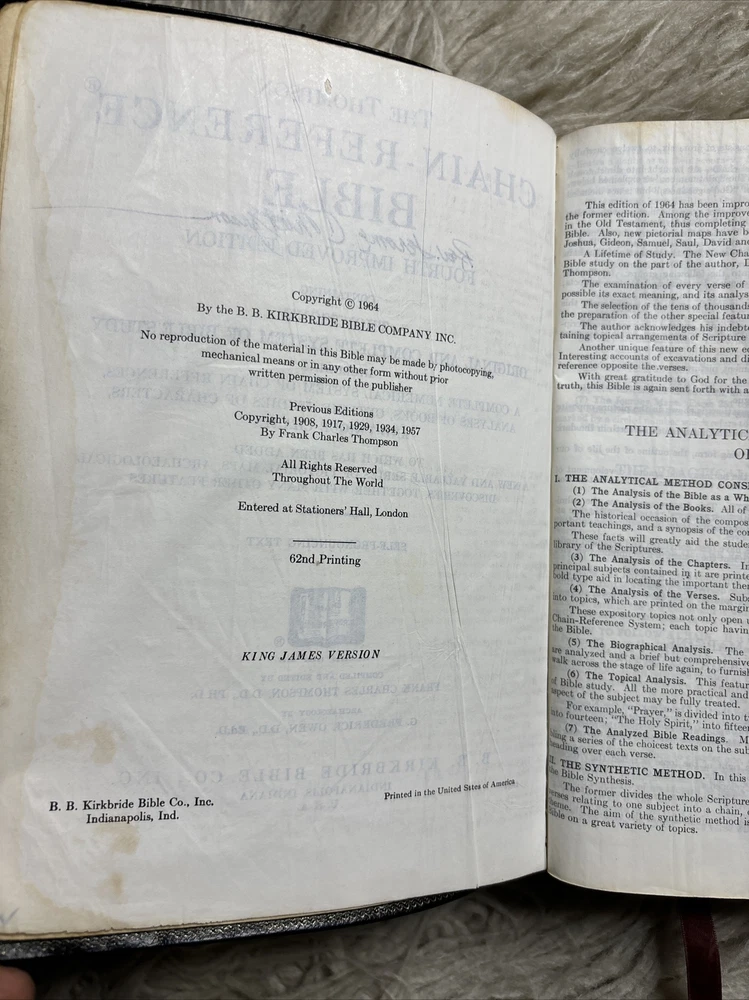 Copyright © 1964
By the B. B. KIRKBRIDE BIBLE COMPANY INC.
No reproduction of the material in this Bible may be made by photocopying,
mechanical means or in any other form without prior
written permission of the publisher
Previous Editions
Copyright, 1908, 1917, 1929, 1934, 1957
By Frank Charles Thompson
All Rights Reserved
Throughout The World
Entered at Stationers' Hall, London
62nd Printing
KING JAMES VERSION
B. B. Kirkbride Bible Co., Inc.
Indianapolis, Ind.
Printed in the United States of America
This edition of 1964 has been impro
the former edition. Among the improve
in the Old Testament, thus completing
Bible. Also, new pictorial maps have b
Joshua, Gideon, Samuel, Saul, David and
A Lifetime of Study. The New Cha
Bible study on the part of the author, D
Thompson.
The examination of every verse of
possible its exact meaning, and its analys
The selection of the tens of thousands
the preparation of the other special featur
The author acknowledges his indebt
taining topical arrangements of Scripture
Another unique feature of this new ed
Interesting accounts of excavations and di
reference opposite the verses.
With great gratitude to God for the
truth, this Bible is again sent forth with a
THE ANALYTIC
OF
I. THE ANALYTICAL METHOD CONSI
(1) The Analysis of the Bible as a Wh
(2) The Analysis of the Books. All of
The historical occasion of the compos
portant teachings, and a synopsis of the con
These facts will greatly aid the studen
library of the Scriptures.
(3) The Analysis of the Chapters. In
principal subjects contained in it are printe
bold type aid in locating the important the
(4) The Analysis of the Verses. Subj
into topics, which are printed on the margin
These expository topics not only open u
Chain-Reference System; each topic havin
the Bible.
(5) The Biographical Analysis. The
are analyzed and a brief but comprehensive
walk across the stage of life again, to furnish
(6) The Topical Analysis. This featur
of Bible study. All the more practical and
aspect of the subject may be fully treated.
For example, "Prayer," is divided into t
into fourteen; "The Holy Spirit," into fifteen
(7) The Analyzed Bible Readings. M
ing a series of the choicest texts on the sub
heading over each verse.
II. THE SYNTHETIC METHOD. In this
the Bible Synthesis.
The former divides the whole Scripture
verses relating to one subject into a chain,
theme. The aim of the synthetic method is
Bible on a great variety of topics.